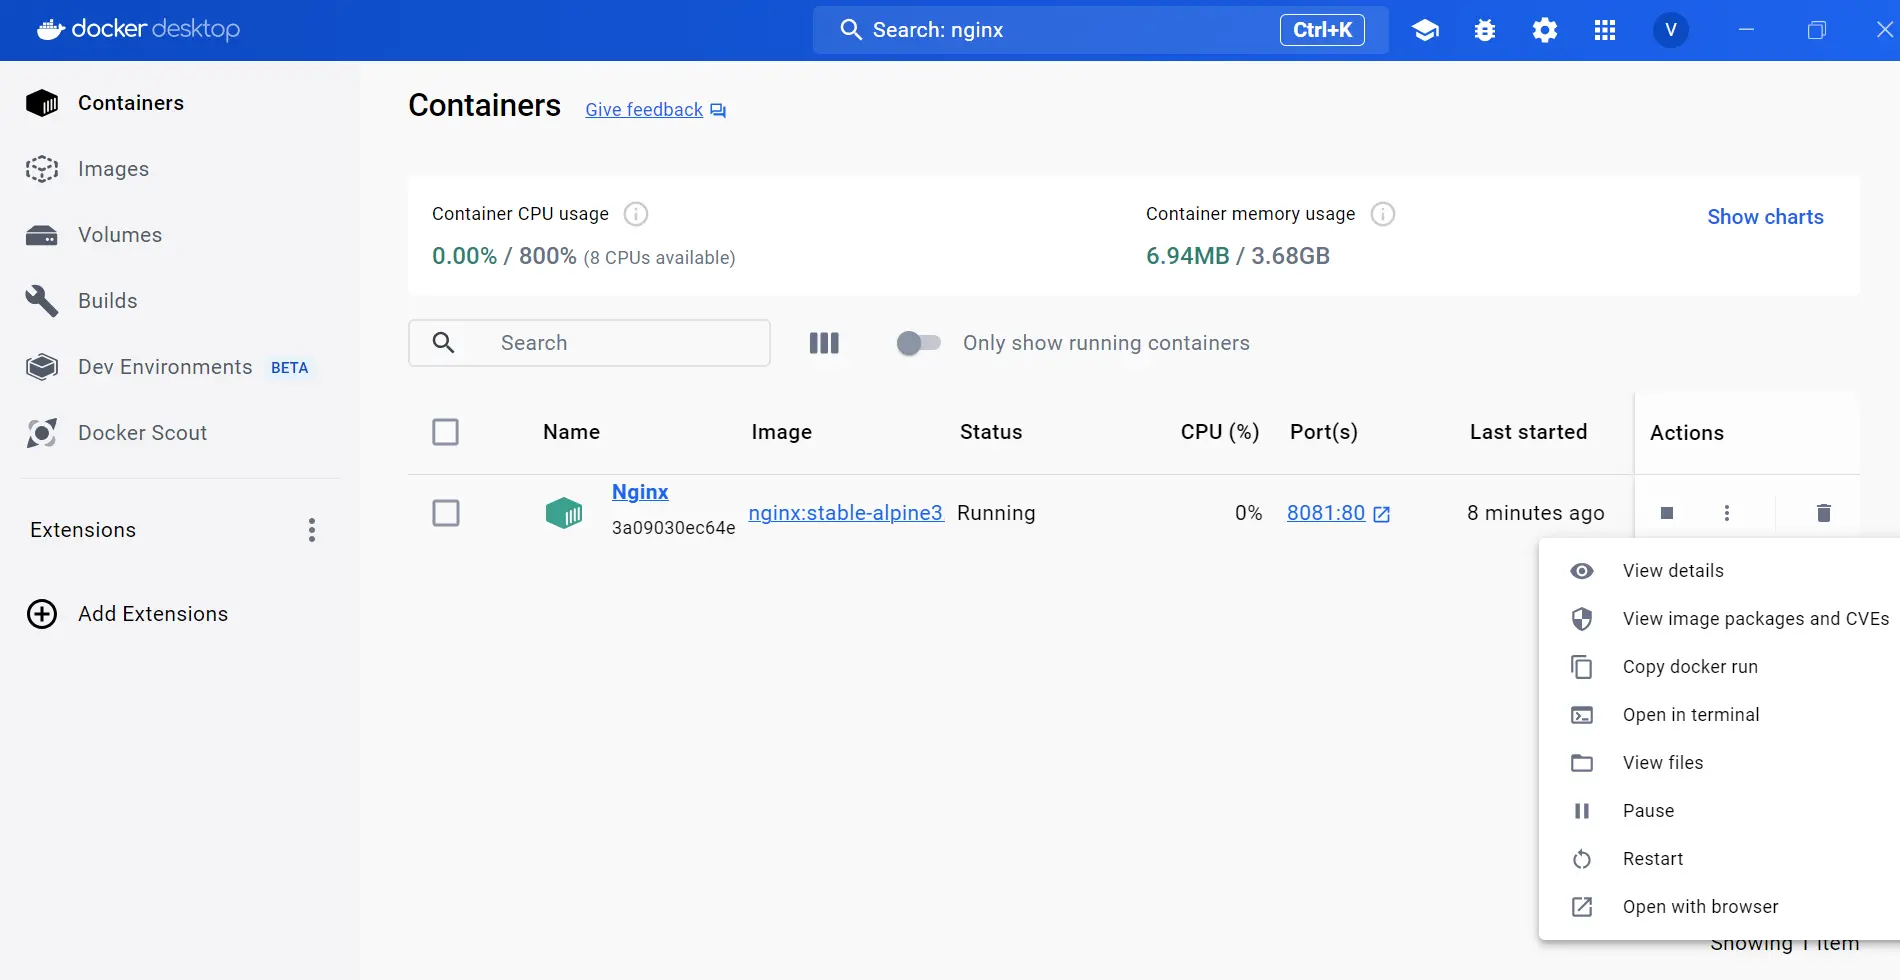 docker desktop
Search: nginx
Ctrl+K
V
Containers
Images
Volumes
Builds
Dev Environments BETA
Docker Scout
Extensions
Add Extensions
Containers
Give feedback
Container CPU usage
0.00% / 800% (8 CPUs available)
Container memory usage
6.94MB / 3.68GB
Show charts
Search
Only show running containers
Name Image Status CPU (%) Port(s) Last started Actions
Nginx
3a09030ec64e
nginx:stable-alpine3
Running
0%
8081:80
8 minutes ago
View details
View image packages and CVEs
Copy docker run
Open in terminal
View files
Pause
Restart
Open with browser
Showing 1 item